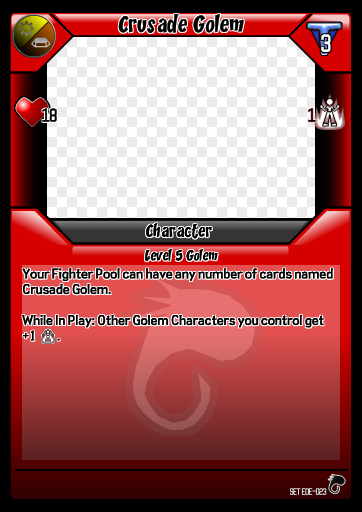 Crusade Golem
3
18
1
Character
Level 5 Golem
Your Fighter Pool can have any number of cards named
Crusade Golem.
While In Play: Other Golem Characters you control get
+1 .
SET EOE-023